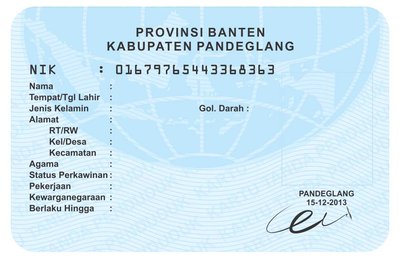 PROVINSI BANTEN
KABUPATEN PANDEGLANG
NIK : 01679765443368363
Nama :
Tempat/Tgl Lahir :
Jenis Kelamin : Gol. Darah :
Alamat :
RT/RW :
Kel/Desa :
Kecamatan :
Agama :
Status Perkawinan :
Pekerjaan :
Kewarganegaraan :
Berlaku Hingga :
PANDEGLANG
15-12-2013